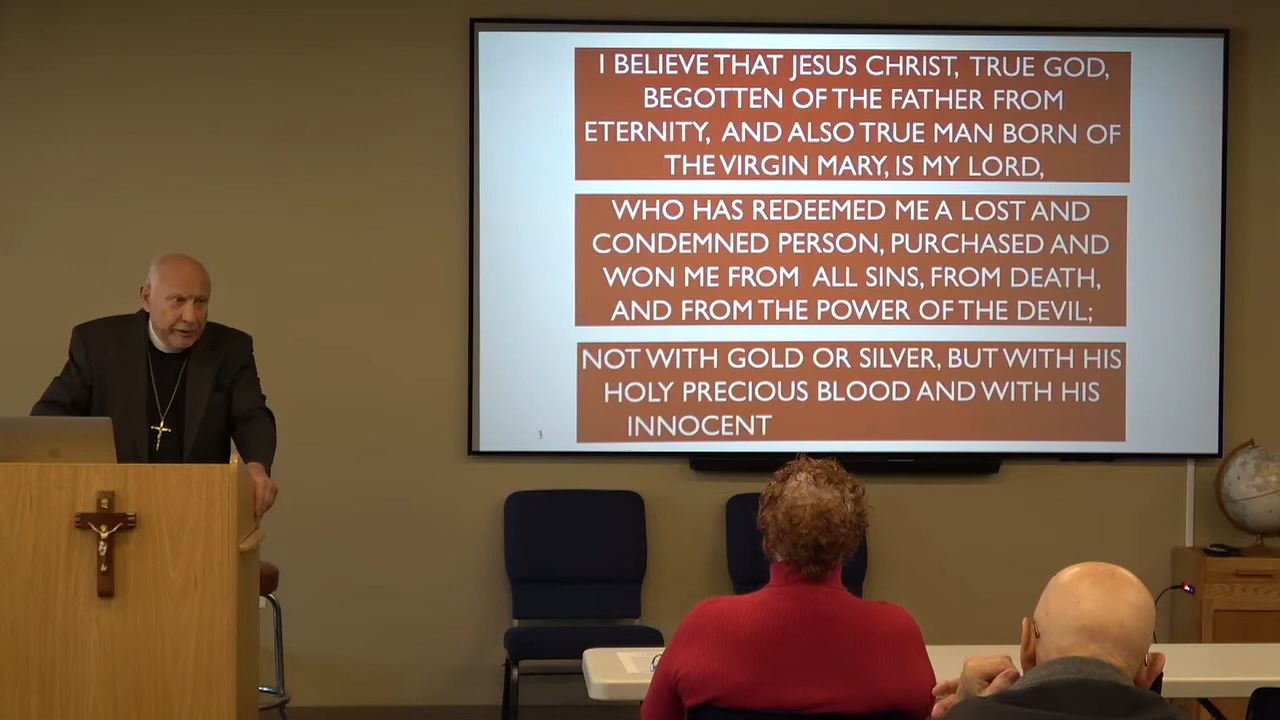 I BELIEVE THAT JESUS CHRIST, TRUE GOD,
BEGOTTEN OF THE FATHER FROM
ETERNITY, AND ALSO TRUE MAN BORN OF
THE VIRGIN MARY, IS MY LORD,
WHO HAS REDEEMED ME A LOST AND
CONDEMNED PERSON, PURCHASED AND
WON ME FROM ALL SINS, FROM DEATH,
AND FROM THE POWER OF THE DEVIL;
NOT WITH GOLD OR SILVER, BUT WITH HIS
HOLY PRECIOUS BLOOD AND WITH HIS
INNOCENT
3